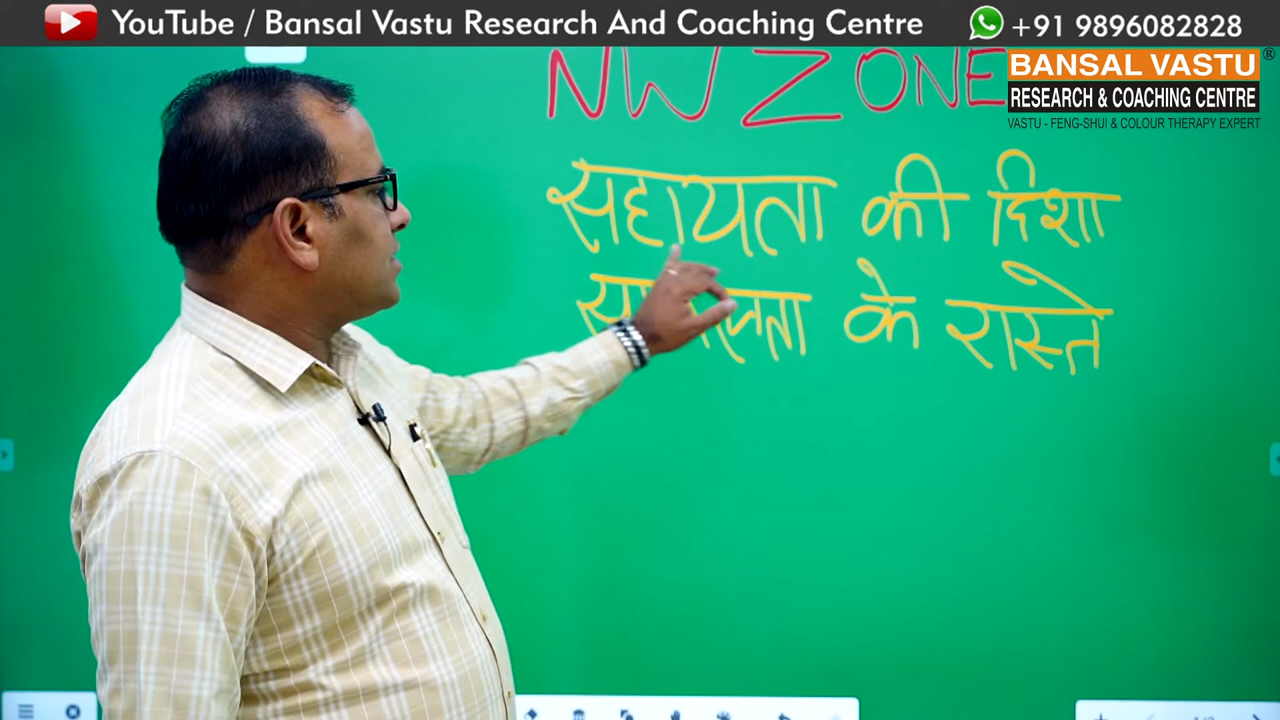 YouTube / Bansal Vastu Research And Coaching Centre
+91 9896082828
BANSAL VASTU®
RESEARCH & COACHING CENTRE
VASTU - FENG-SHUI & COLOUR THERAPY EXPERT
NW ZONE
सहायता की दिशा
के रास्ते